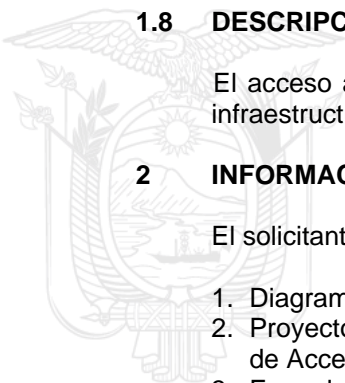 1.8 DESCRIPC
El acceso a
infraestruct
2 INFORMAC
El solicitant
1. Diagram
2. Proyecto
de Acce